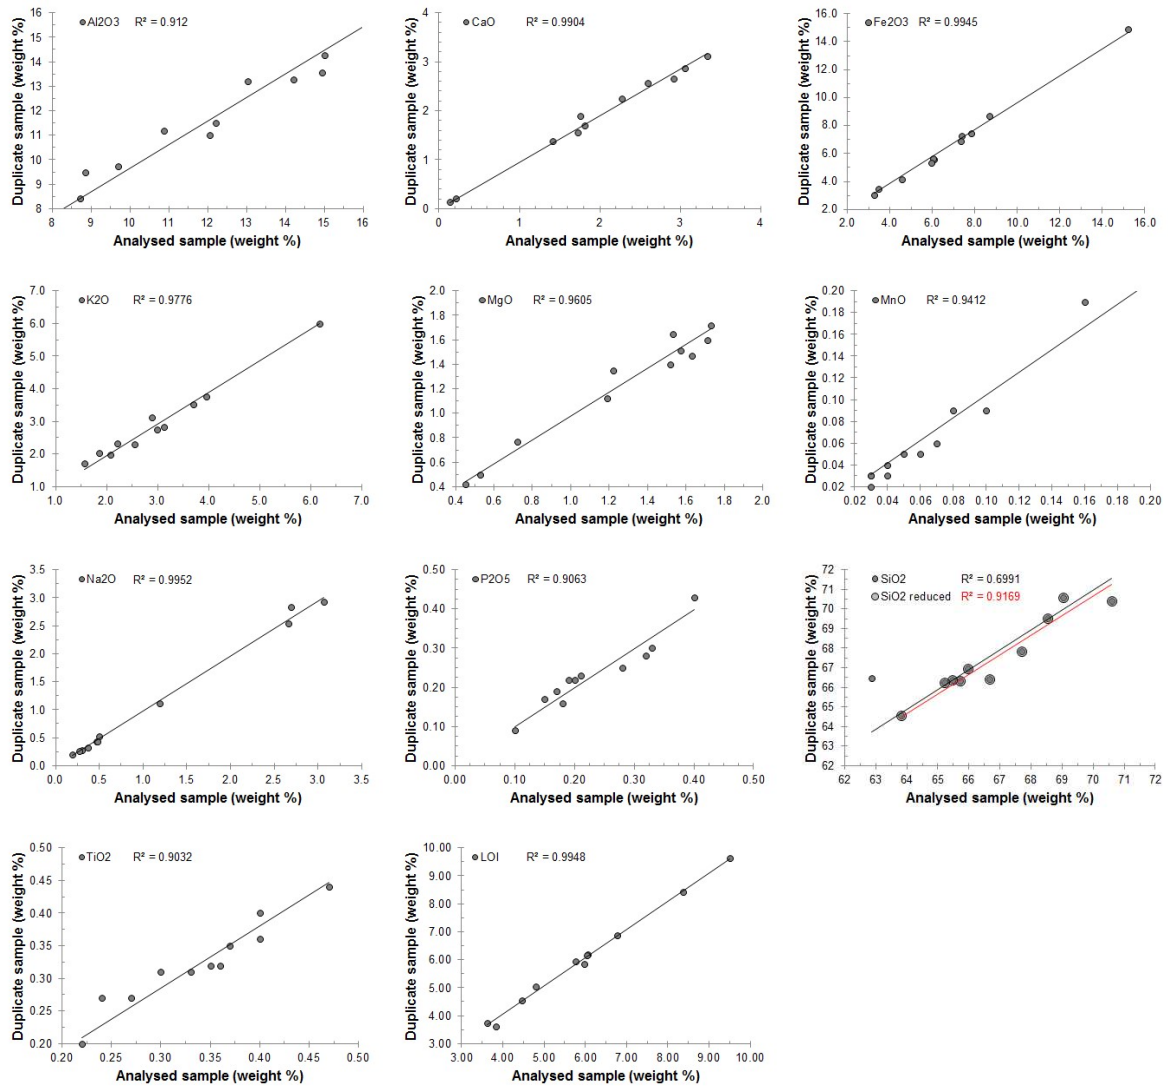 Al2O3 R² = 0.912
16
15
14
13
12
11
10
9
8
8 9 10 11 12 13 14 15 16
Duplicate sample (weight %)
Analysed sample (weight %)
CaO R² = 0.9904
4
3
2
1
0
0 1 2 3 4
Duplicate sample (weight %)
Analysed sample (weight %)
Fe2O3 R² = 0.9945
16.0
14.0
12.0
10.0
8.0
6.0
4.0
2.0
2.0 4.0 6.0 8.0 10.0 12.0 14.0 16.0
Duplicate sample (weight %)
Analysed sample (weight %)
K2O R² = 0.9776
7.0
6.0
5.0
4.0
3.0
2.0
1.0
1.0 2.0 3.0 4.0 5.0 6.0 7.0
Duplicate sample (weight %)
Analysed sample (weight %)
MgO R² = 0.9605
2.0
1.8
1.6
1.4
1.2
1.0
0.8
0.6
0.4
0.4 0.6 0.8 1.0 1.2 1.4 1.6 1.8 2.0
Duplicate sample (weight %)
Analysed sample (weight %)
MnO R² = 0.9412
0.20
0.18
0.16
0.14
0.12
0.10
0.08
0.06
0.04
0.02
0.02 0.04 0.06 0.08 0.10 0.12 0.14 0.16 0.18 0.20
Duplicate sample (weight %)
Analysed sample (weight %)
Na2O R² = 0.9952
3.5
3.0
2.5
2.0
1.5
1.0
0.5
0.0
0.0 0.5 1.0 1.5 2.0 2.5 3.0 3.5
Duplicate sample (weight %)
Analysed sample (weight %)
P2O5 R² = 0.9063
0.50
0.40
0.30
0.20
0.10
0.00
0.00 0.10 0.20 0.30 0.40 0.50
Duplicate sample (weight %)
Analysed sample (weight %)
SiO2 R² = 0.6991
SiO2 reduced R² = 0.9169
72
71
70
69
68
67
66
65
64
63
62
62 63 64 65 66 67 68 69 70 71 72
Duplicate sample (weight %)
Analysed sample (weight %)
TiO2 R² = 0.9032
0.50
0.45
0.40
0.35
0.30
0.25
0.20
0.20 0.25 0.30 0.35 0.40 0.45 0.50
Duplicate sample (weight %)
Analysed sample (weight %)
LOI R² = 0.9948
10.00
9.00
8.00
7.00
6.00
5.00
4.00
3.00
3.00 4.00 5.00 6.00 7.00 8.00 9.00 10.00
Duplicate sample (weight %)
Analysed sample (weight %)